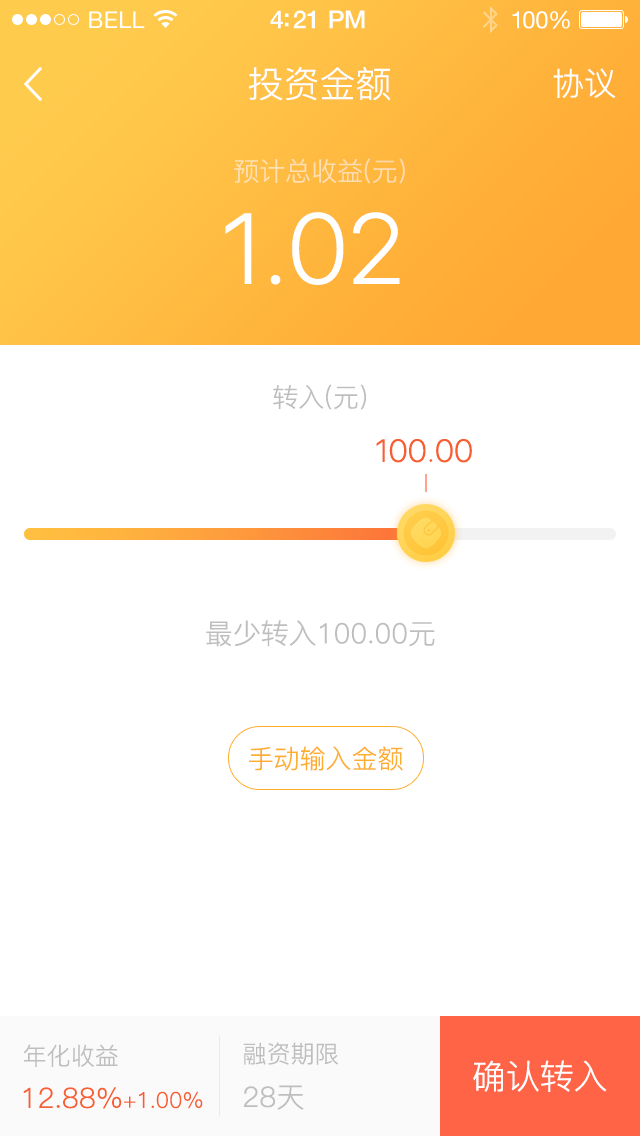 BELL 4:21 PM 100%
投资金额 协议
预计总收益(元)
1.02
转入(元)
100.00
最少转入100.00元
手动输入金额
年化收益 融资期限
12.88%+1.00% 28天
确认转入